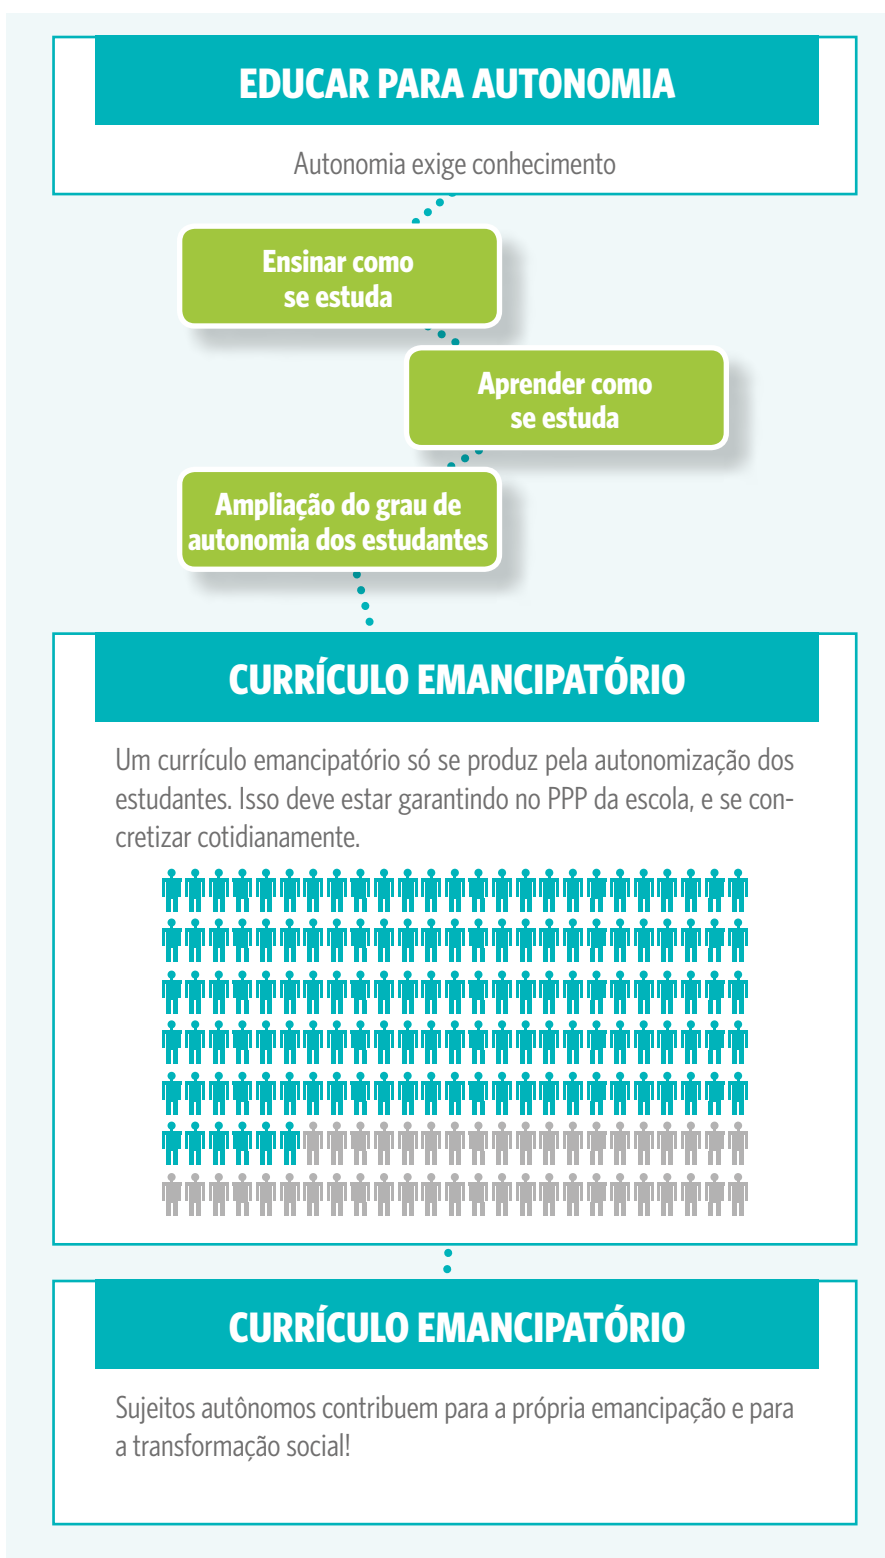 EDUCAR PARA AUTONOMIA
Autonomia exige conhecimento
Ensinar como
se estuda
Aprender como
se estuda
Ampliação do grau de
autonomia dos estudantes
CURRÍCULO EMANCIPATÓRIO
Um currículo emancipatório só se produz pela autonomização dos
estudantes. Isso deve estar garantindo no PPP da escola, e se con-
cretizar cotidianamente.
CURRÍCULO EMANCIPATÓRIO
Sujeitos autônomos contribuem para a própria emancipação e para
a transformação social!